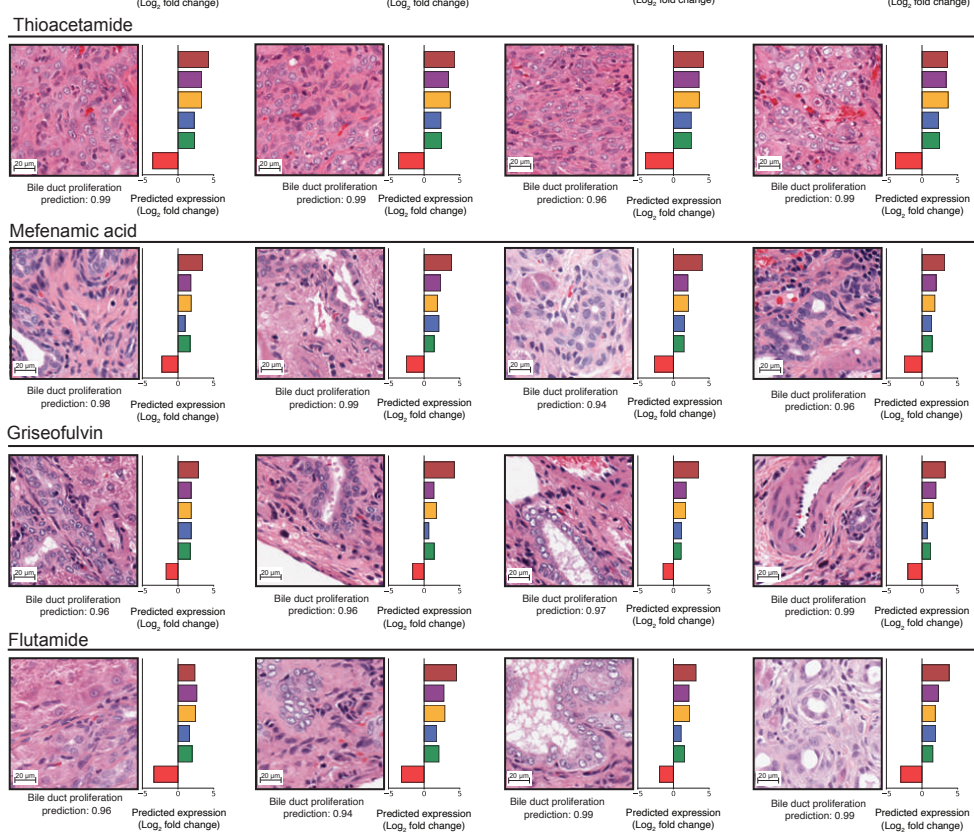 (Log₂ fold change) (Log₂ fold change) (Log₂ fold change) (Log₂ fold change)
Thioacetamide
20 µm 20 µm 20 µm 20 µm
−5 0 5 −5 0 5 −5 0 5 −5 0 5
Bile duct proliferation Predicted expression Bile duct proliferation Predicted expression Bile duct proliferation Predicted expression Bile duct proliferation Predicted expression
prediction: 0.99 (Log₂ fold change) prediction: 0.99 (Log₂ fold change) prediction: 0.96 (Log₂ fold change) prediction: 0.99 (Log₂ fold change)
Mefenamic acid
20 µm 20 µm 20 µm 20 µm
−5 0 5 −5 0 5 −5 0 5 −5 0 5
Bile duct proliferation Predicted expression Bile duct proliferation Predicted expression Bile duct proliferation Predicted expression Bile duct proliferation Predicted expression
prediction: 0.98 (Log₂ fold change) prediction: 0.99 (Log₂ fold change) prediction: 0.94 (Log₂ fold change) prediction: 0.96 (Log₂ fold change)
Griseofulvin
20 µm 20 µm 20 µm 20 µm
−5 0 5 −5 0 5 −5 0 5 −5 0 5
Bile duct proliferation Predicted expression Bile duct proliferation Predicted expression Bile duct proliferation Predicted expression Bile duct proliferation Predicted expression
prediction: 0.96 (Log₂ fold change) prediction: 0.96 (Log₂ fold change) prediction: 0.97 (Log₂ fold change) prediction: 0.99 (Log₂ fold change)
Flutamide
20 µm 20 µm 20 µm 20 µm
−5 0 5 −5 0 5 −5 0 5 −5 0 5
Bile duct proliferation Predicted expression Bile duct proliferation Predicted expression Bile duct proliferation Predicted expression Bile duct proliferation Predicted expression
prediction: 0.96 (Log₂ fold change) prediction: 0.94 (Log₂ fold change) prediction: 0.99 (Log₂ fold change) prediction: 0.99 (Log₂ fold change)